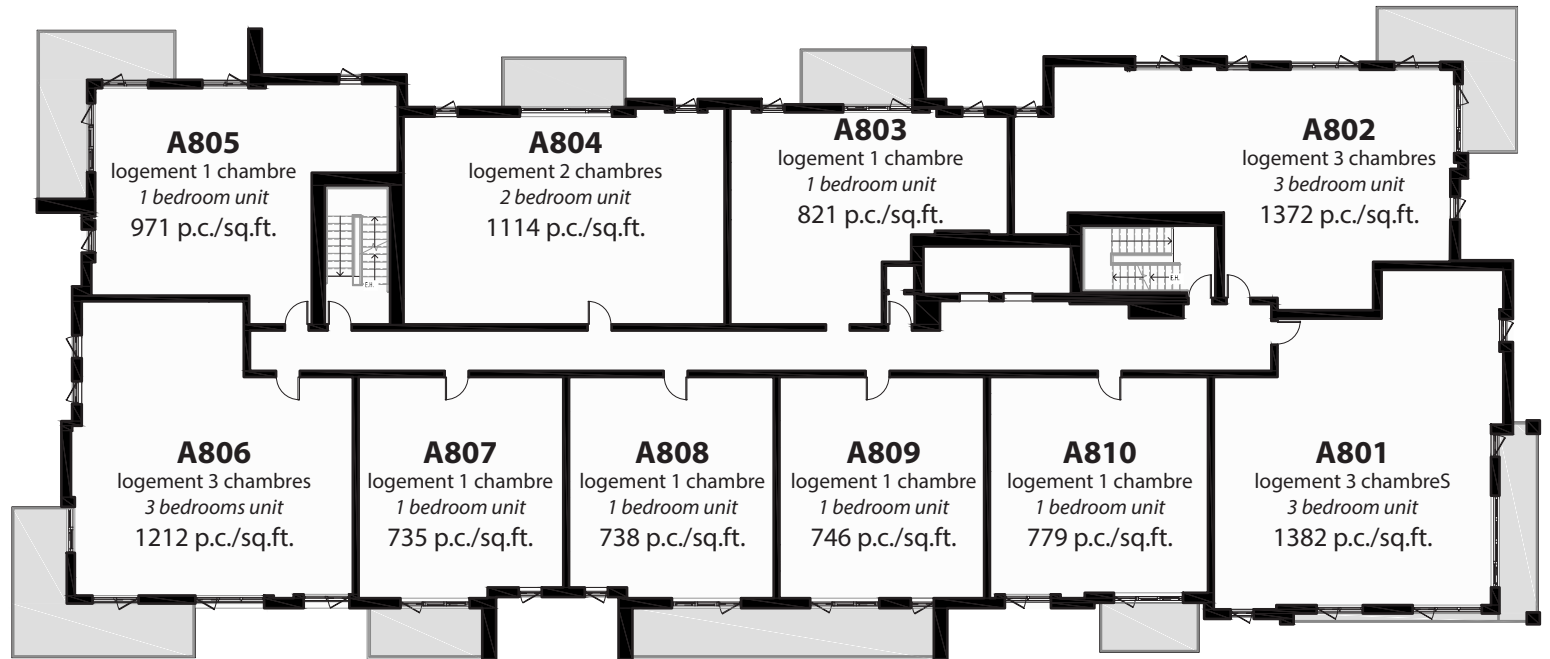 A805
logement 1 chambre
1 bedroom unit
971 p.c./sq.ft.
A804
logement 2 chambres
2 bedroom unit
1114 p.c./sq.ft.
A803
logement 1 chambre
1 bedroom unit
821 p.c./sq.ft.
A802
logement 3 chambres
3 bedroom unit
1372 p.c./sq.ft.
E.H.
E.H.
A806
logement 3 chambres
3 bedrooms unit
1212 p.c./sq.ft.
A807
logement 1 chambre
1 bedroom unit
735 p.c./sq.ft.
A808
logement 1 chambre
1 bedroom unit
738 p.c./sq.ft.
A809
logement 1 chambre
1 bedroom unit
746 p.c./sq.ft.
A810
logement 1 chambre
1 bedroom unit
779 p.c./sq.ft.
A801
logement 3 chambreS
3 bedroom unit
1382 p.c./sq.ft.